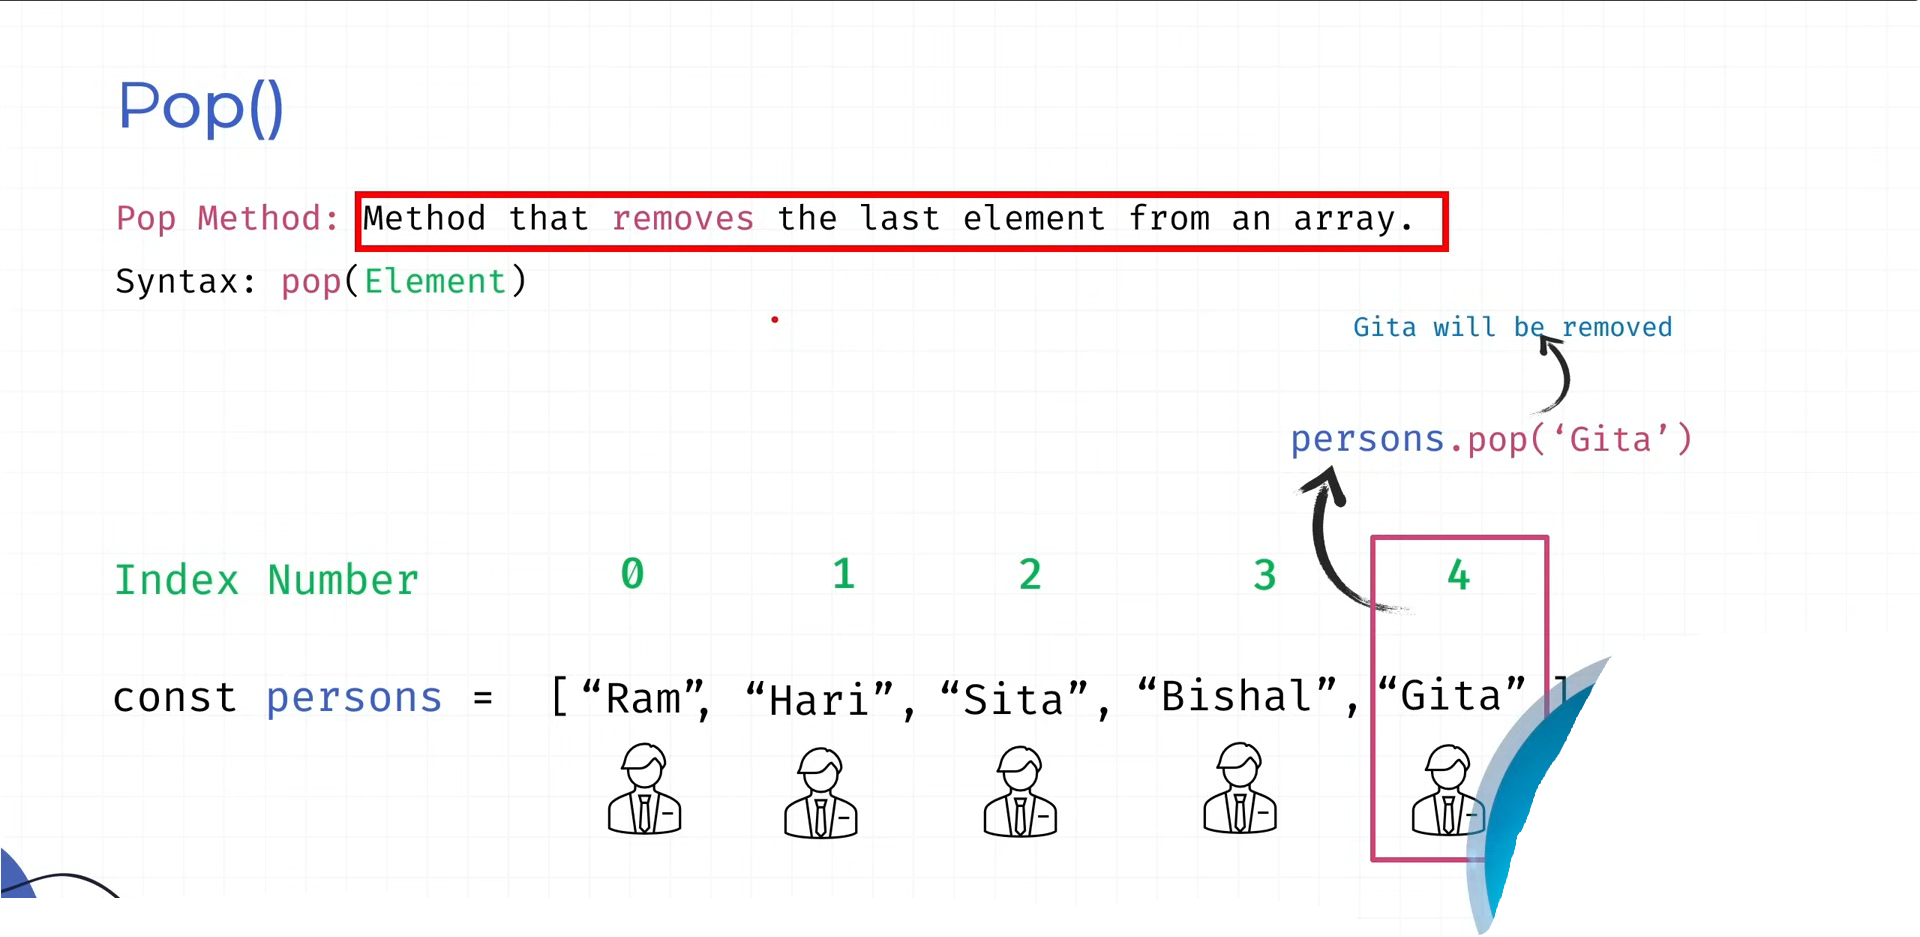 Pop()
Pop Method: Method that removes the last element from an array.
Syntax: pop(Element)
Gita will be removed
persons.pop(‘Gita’)
Index Number 0 1 2 3 4
const persons = [“Ram”, “Hari”, “Sita”, “Bishal”, “Gita” ]